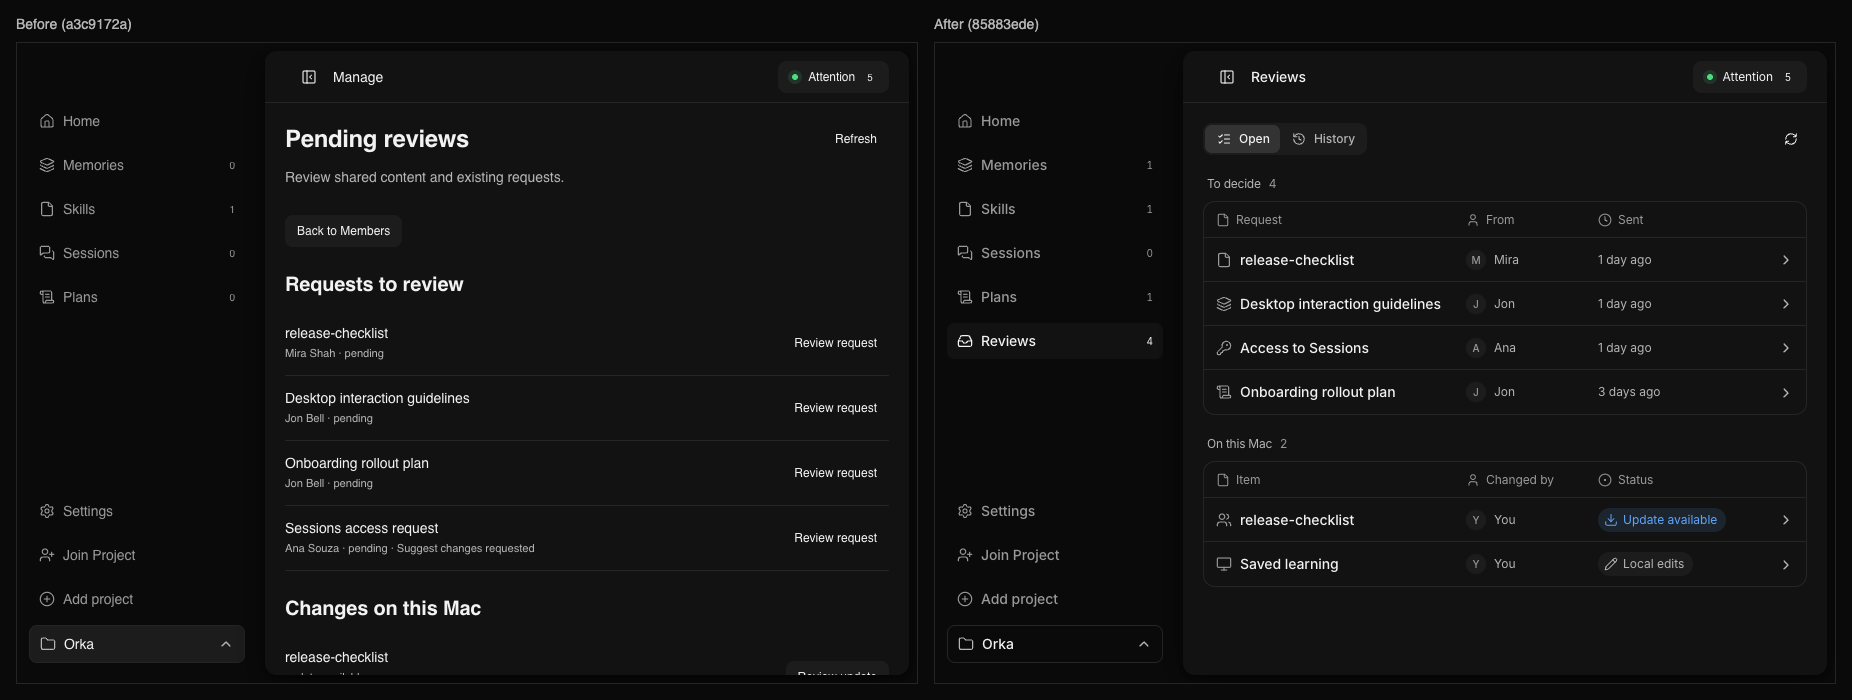 Before (a3c9172a)
Manage
Attention 5
Home
Memories 0
Skills 1
Sessions 0
Plans 0
Settings
Join Project
Add project
Orka
Pending reviews
Refresh
Review shared content and existing requests.
Back to Members
Requests to review
release-checklist
Mira Shah · pending
Review request
Desktop interaction guidelines
Jon Bell · pending
Review request
Onboarding rollout plan
Jon Bell · pending
Review request
Sessions access request
Ana Souza · pending · Suggest changes requested
Review request
Changes on this Mac
release-checklist
Review update
After (85883ede)
Reviews
Attention 5
Home
Memories 1
Skills 1
Sessions 0
Plans 1
Reviews 4
Settings
Join Project
Add project
Orka
Open History
To decide 4
Request From Sent
release-checklist M Mira 1 day ago
Desktop interaction guidelines J Jon 1 day ago
Access to Sessions A Ana 1 day ago
Onboarding rollout plan J Jon 3 days ago
On this Mac 2
Item Changed by Status
release-checklist Y You Update available
Saved learning Y You Local edits